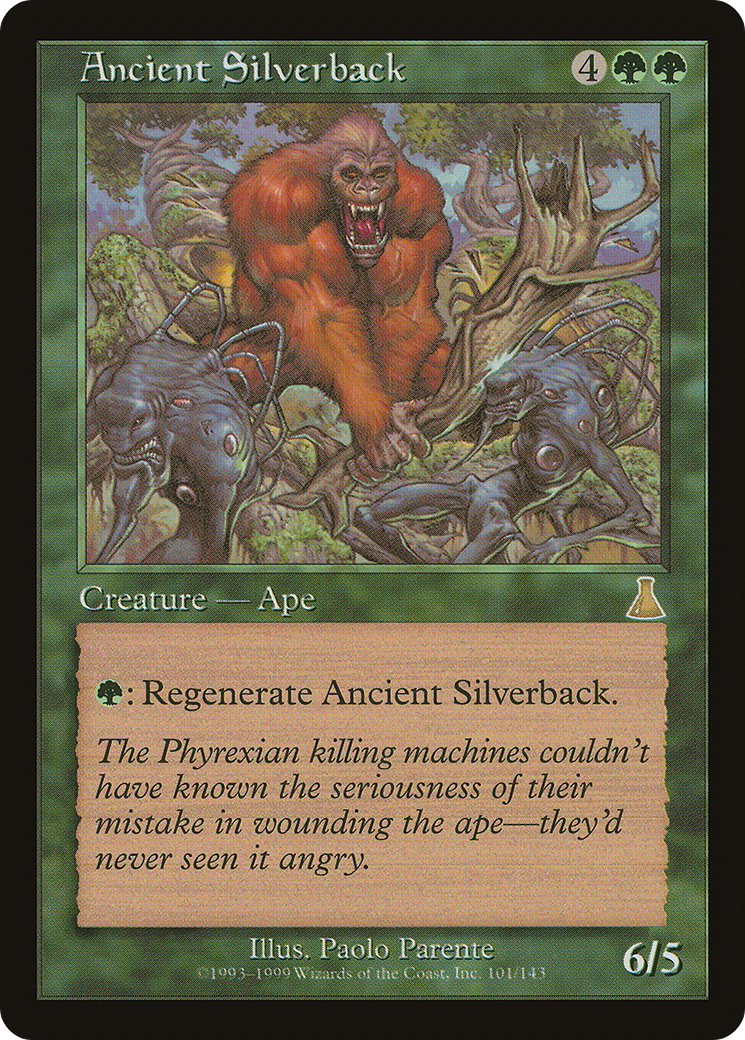 Ancient Silverback
4
Creature — Ape
: Regenerate Ancient Silverback.
The Phyrexian killing machines couldn't
have known the seriousness of their
mistake in wounding the ape—they'd
never seen it angry.
Illus. Paolo Parente
©1993–1999 Wizards of the Coast, Inc. 101/143
6/5